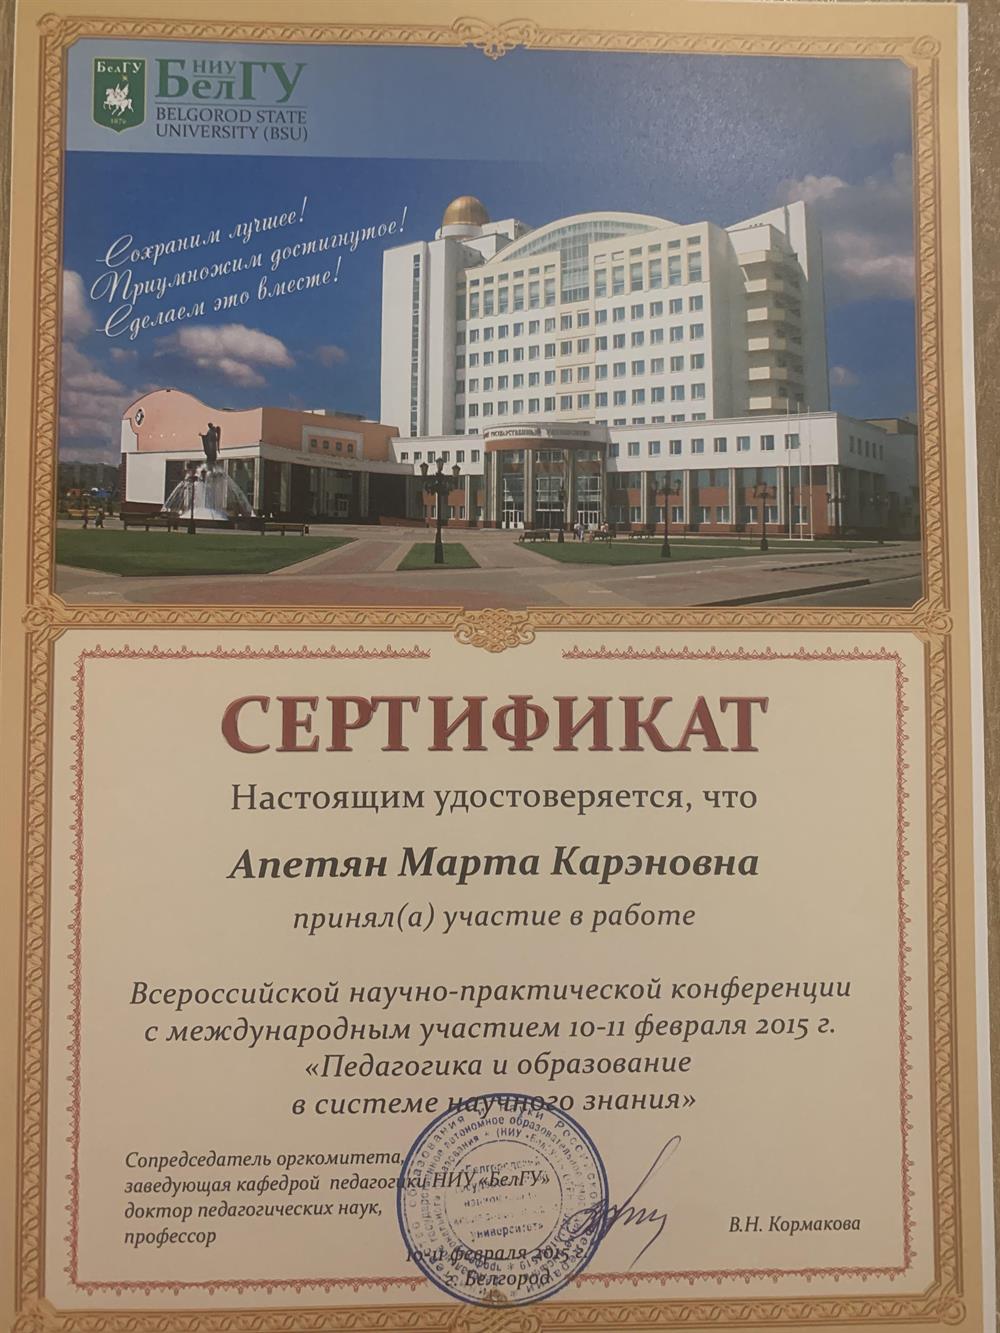 БелГУ
1876
НИУ
БелГУ
BELGOROD STATE
UNIVERSITY (BSU)
Сохраним лучшее!
Приумножим достигнутое!
Сделаем это вместе!
СЕРТИФИКАТ
Настоящим удостоверяется, что
Апетян Марта Карэновна
принял(а) участие в работе
Всероссийской научно-практической конференции
с международным участием 10-11 февраля 2015 г.
«Педагогика и образование
в системе научного знания»
Сопредседатель оргкомитета,
заведующая кафедрой педагогики НИУ «БелГУ»
доктор педагогических наук,
профессор
В.Н. Кормакова
10-11 февраля 2015 г.
г. Белгород